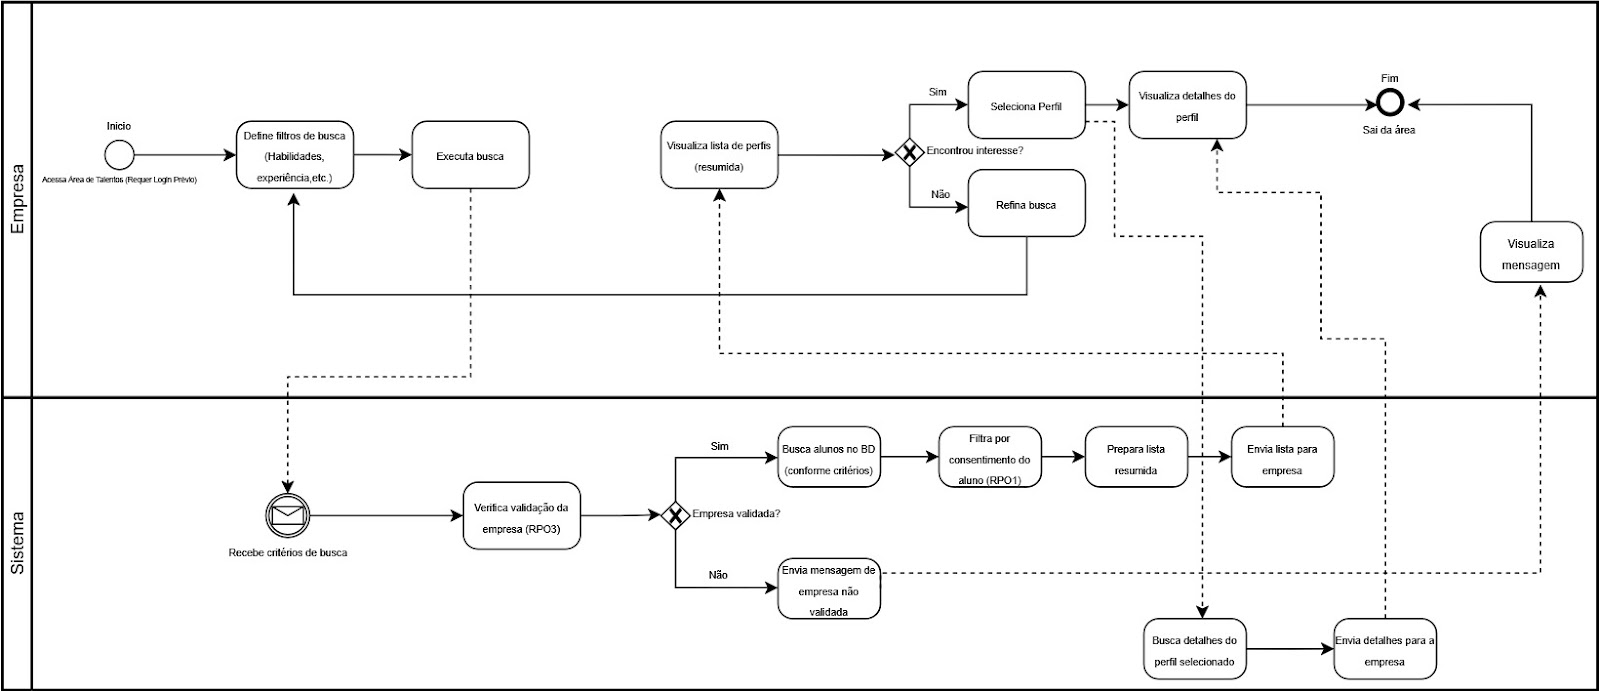 Empresa
Inicio
Acessa Área de Talentos (Requer Login Prévio)
Define filtros de busca
(Habilidades,
experiência,etc.)
Executa busca
Visualiza lista de perfis
(resumida)
Encontrou interesse?
Sim
Não
Seleciona Perfil
Refina busca
Visualiza detalhes do
perfil
Fim
Sai da área
Visualiza
mensagem
Sistema
Recebe critérios de busca
Verifica validação da
empresa (RPO3)
Empresa validada?
Sim
Não
Busca alunos no BD
(conforme critérios)
Filtra por
consentimento do
aluno (RPO1)
Prepara lista
resumida
Envia lista para
empresa
Envia mensagem de
empresa não
validada
Busca detalhes do
perfil selecionado
Envia detalhes para a
empresa